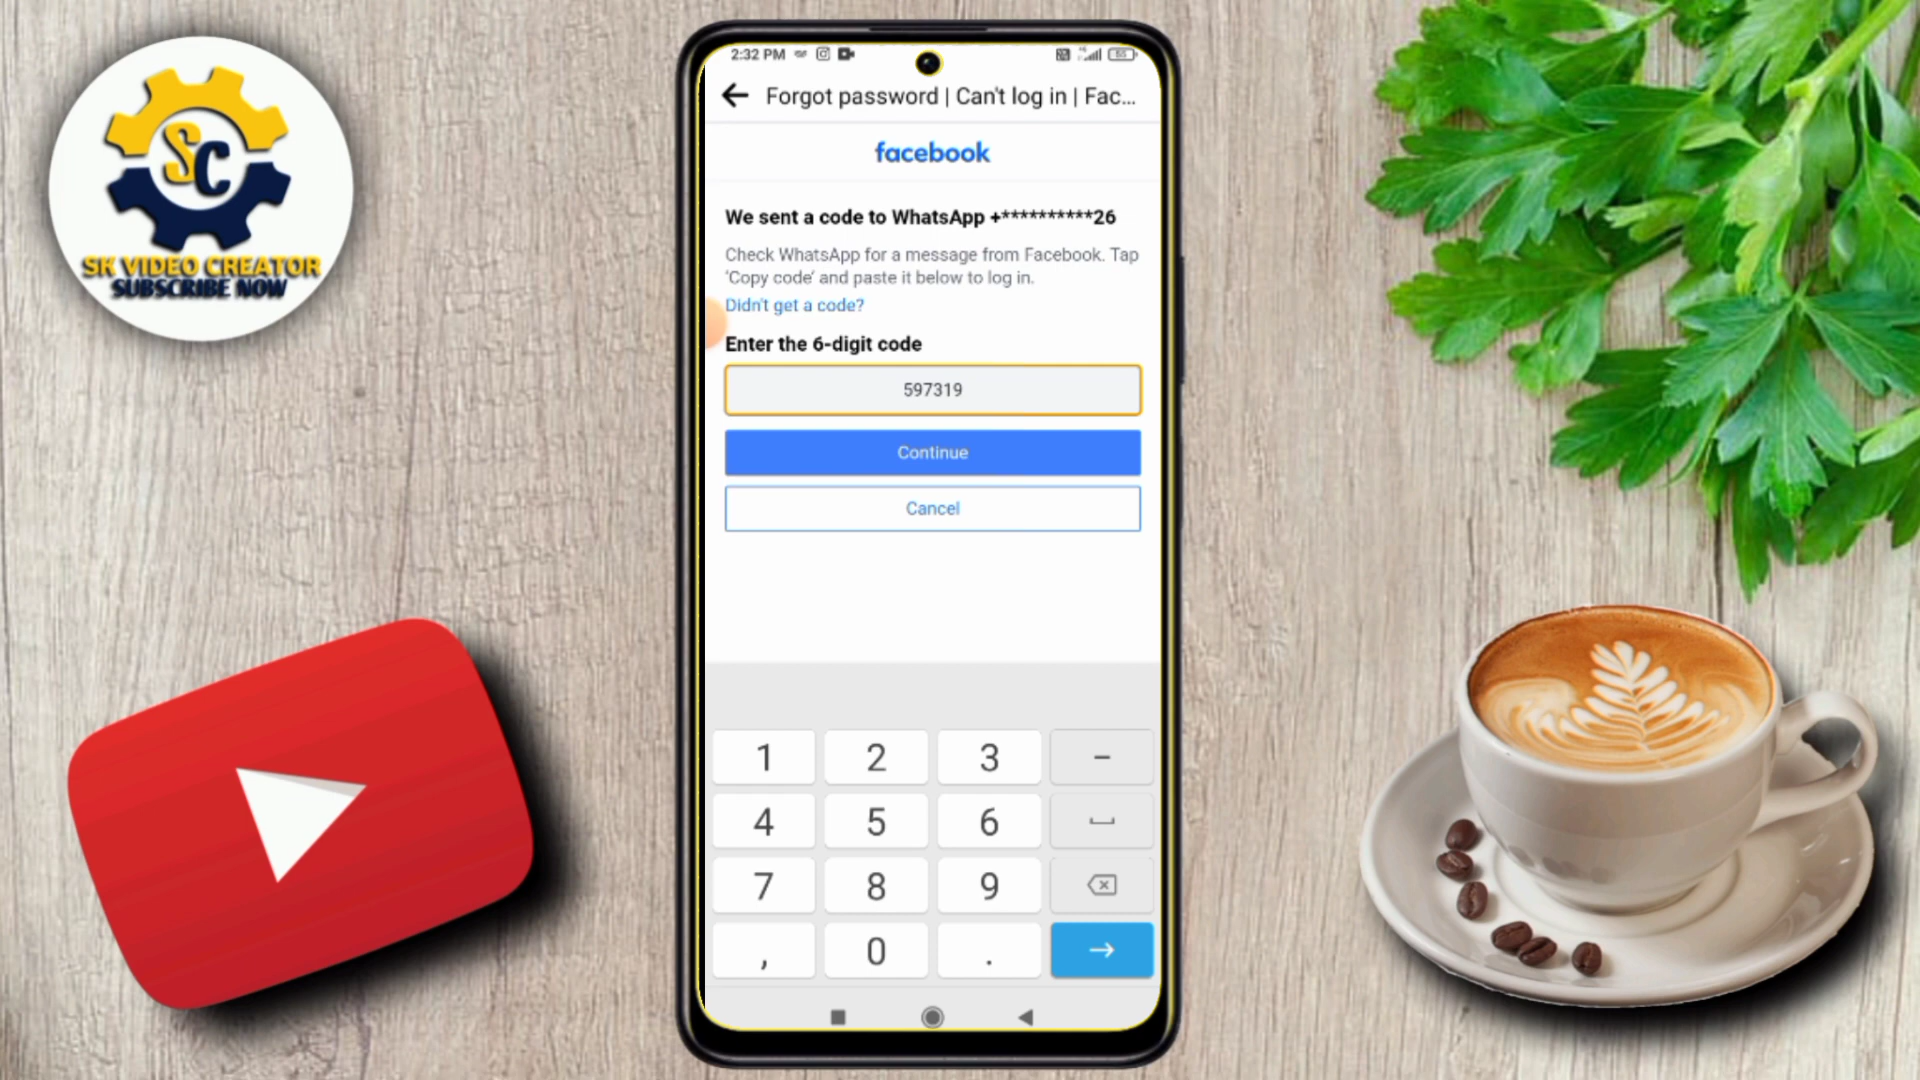 SC
SK VIDEO CREATOR
SUBSCRIBE NOW
2:32 PM
Forgot password | Can't log in | Fac...
facebook
We sent a code to WhatsApp +**********26
Check WhatsApp for a message from Facebook. Tap
'Copy code' and paste it below to log in.
Didn't get a code?
Enter the 6-digit code
597319
Continue
Cancel
1 2 3 –
4 5 6
7 8 9
, 0 .